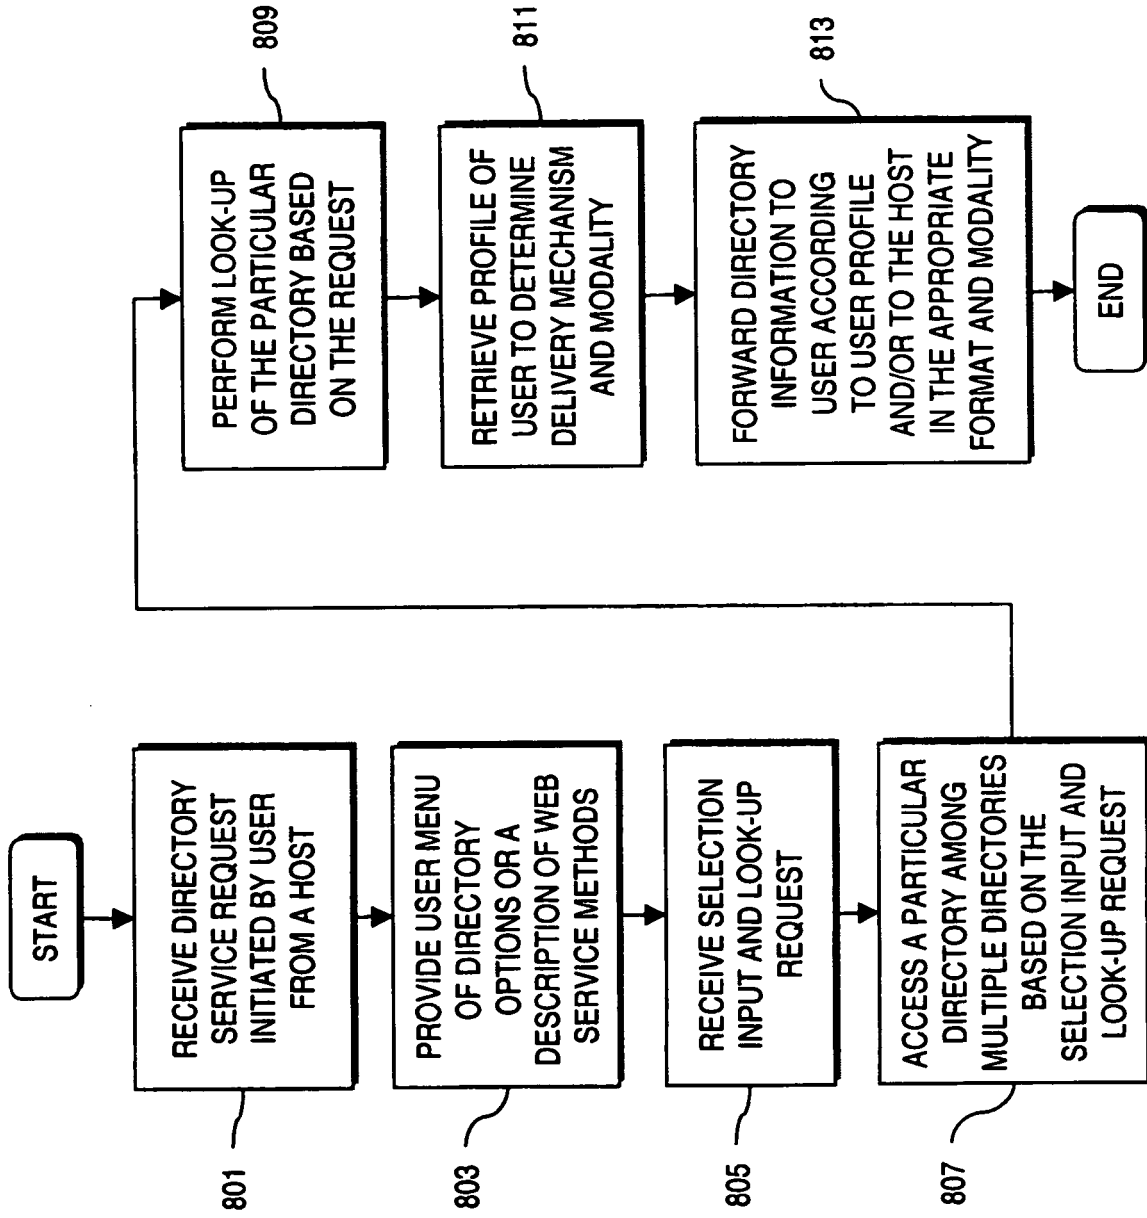 START
RECEIVE DIRECTORY
SERVICE REQUEST
INITIATED BY USER
FROM A HOST
801
PROVIDE USER MENU
OF DIRECTORY
OPTIONS OR A
DESCRIPTION OF WEB
SERVICE METHODS
803
RECEIVE SELECTION
INPUT AND LOOK-UP
REQUEST
805
ACCESS A PARTICULAR
DIRECTORY AMONG
MULTIPLE DIRECTORIES
BASED ON THE
SELECTION INPUT AND
LOOK-UP REQUEST
807
PERFORM LOOK-UP
OF THE PARTICULAR
DIRECTORY BASED
ON THE REQUEST
809
RETRIEVE PROFILE OF
USER TO DETERMINE
DELIVERY MECHANISM
AND MODALITY
811
FORWARD DIRECTORY
INFORMATION TO
USER ACCORDING
TO USER PROFILE
AND/OR TO THE HOST
IN THE APPROPRIATE
FORMAT AND MODALITY
813
END